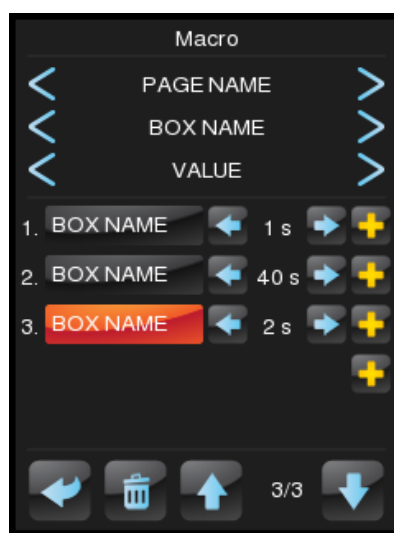 Macro
PAGE NAME
BOX NAME
VALUE
1. BOX NAME 1 s
2. BOX NAME 40 s
3. BOX NAME 2 s
3/3